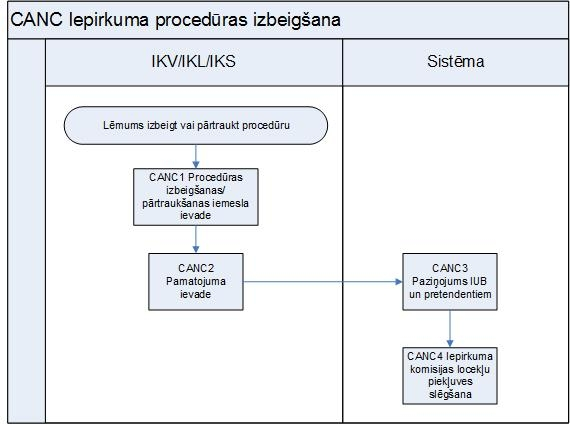 CANC Iepirkuma procedūras izbeigšana
IKV/IKL/IKS
Sistēma
Lēmums izbeigt vai pārtraukt procedūru
CANC1 Procedūras
izbeigšanas/
pārtraukšanas iemesla
ievade
CANC2
Pamatojuma
ievade
CANC3
Paziņojums IUB
un pretendentiem
CANC4 Iepirkuma
komisijas locekļu
piekļuves
slēgšana